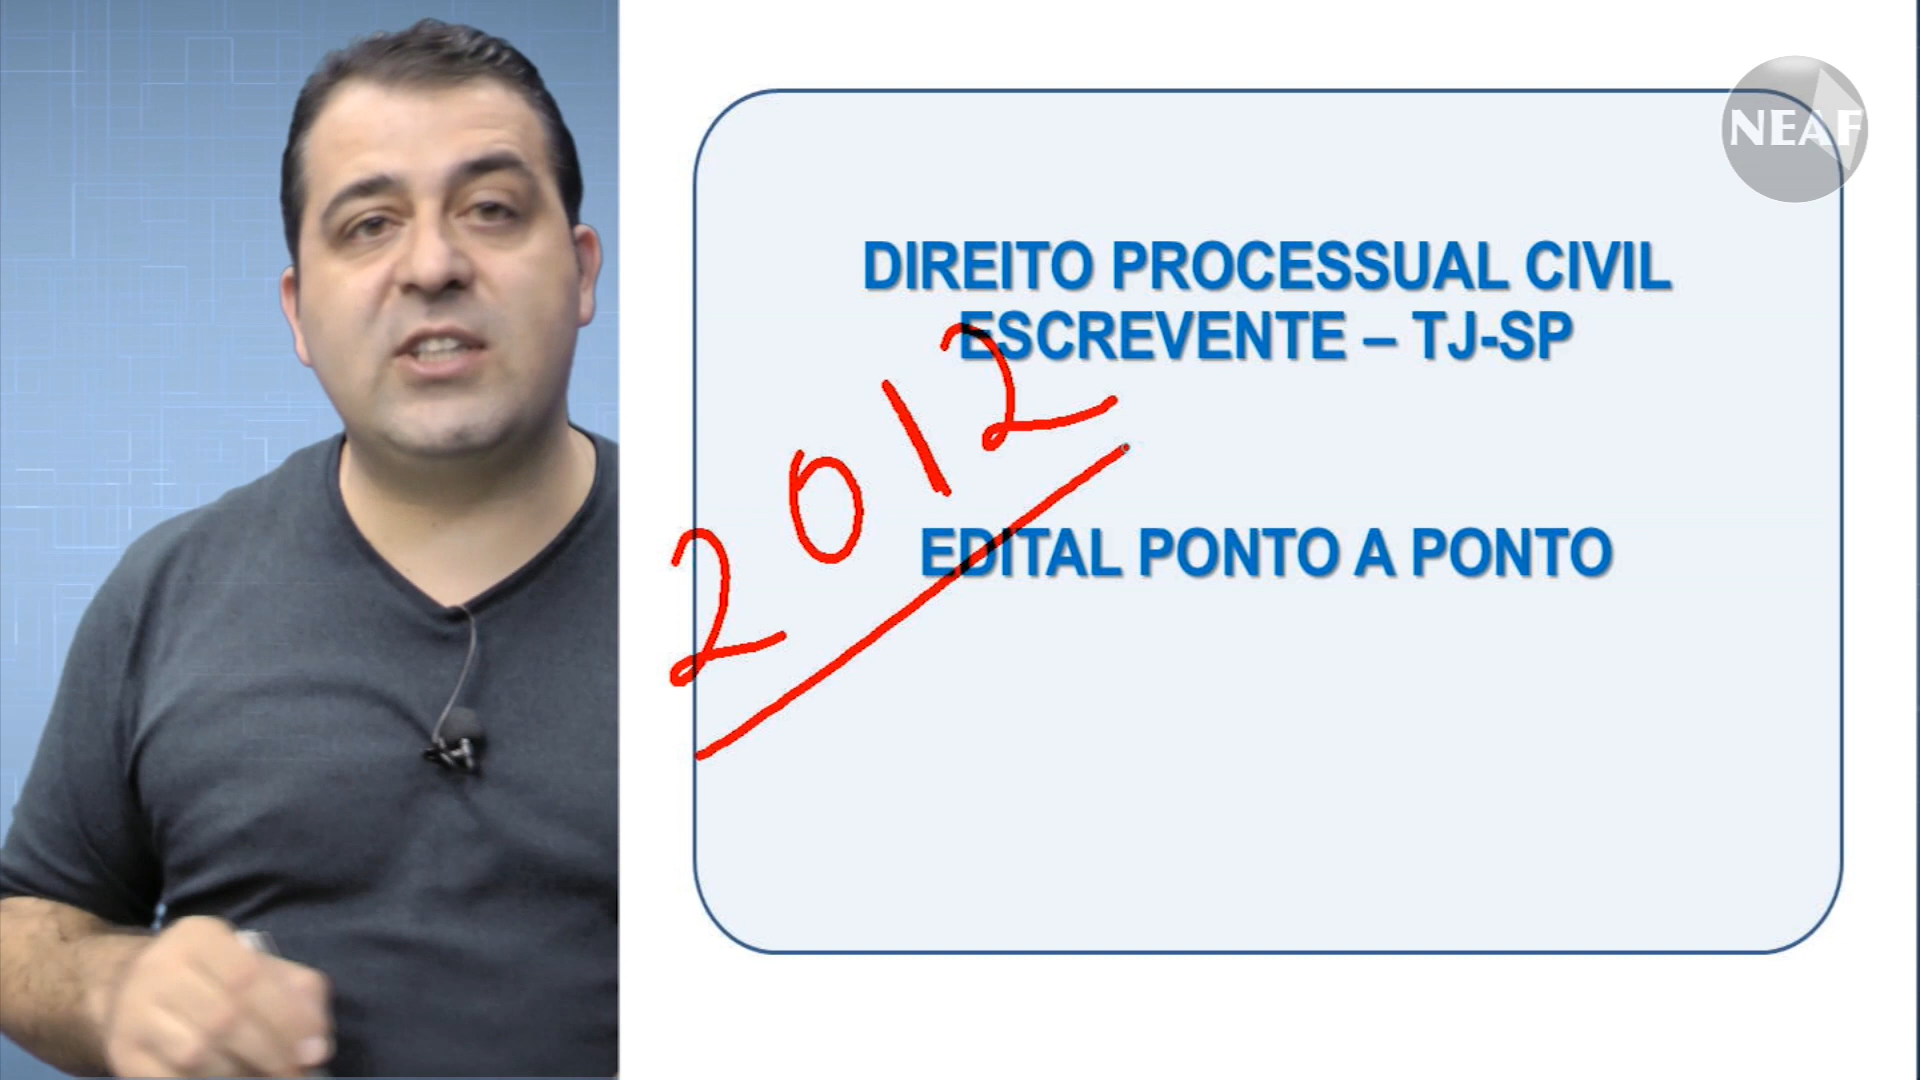 NEAF
DIREITO PROCESSUAL CIVIL
ESCREVENTE – TJ-SP
2012
EDITAL PONTO A PONTO